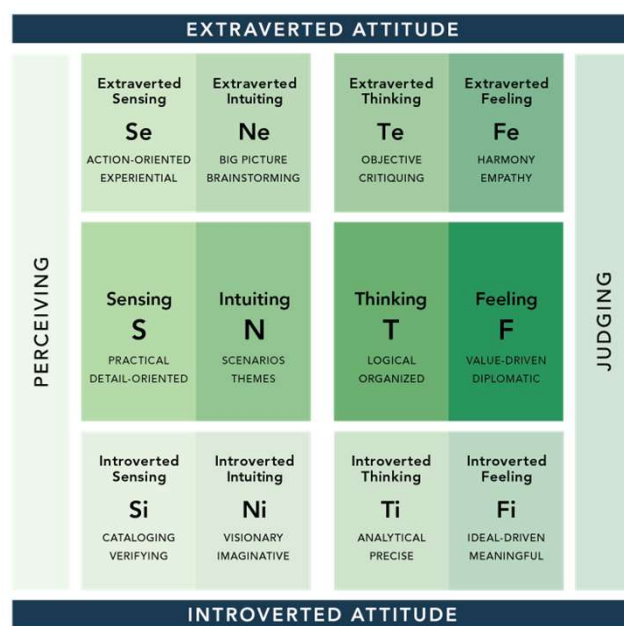 EXTRAVERTED ATTITUDE
PERCEIVING
Extraverted
Sensing
Se
ACTION-ORIENTED
EXPERIENTIAL
Extraverted
Intuiting
Ne
BIG PICTURE
BRAINSTORMING
Extraverted
Thinking
Te
OBJECTIVE
CRITIQUING
Extraverted
Feeling
Fe
HARMONY
EMPATHY
Sensing
S
PRACTICAL
DETAIL-ORIENTED
Intuiting
N
SCENARIOS
THEMES
Thinking
T
LOGICAL
ORGANIZED
Feeling
F
VALUE-DRIVEN
DIPLOMATIC
Introverted
Sensing
Si
CATALOGING
VERIFYING
Introverted
Intuiting
Ni
VISIONARY
IMAGINATIVE
Introverted
Thinking
Ti
ANALYTICAL
PRECISE
Introverted
Feeling
Fi
IDEAL-DRIVEN
MEANINGFUL
JUDGING
INTROVERTED ATTITUDE